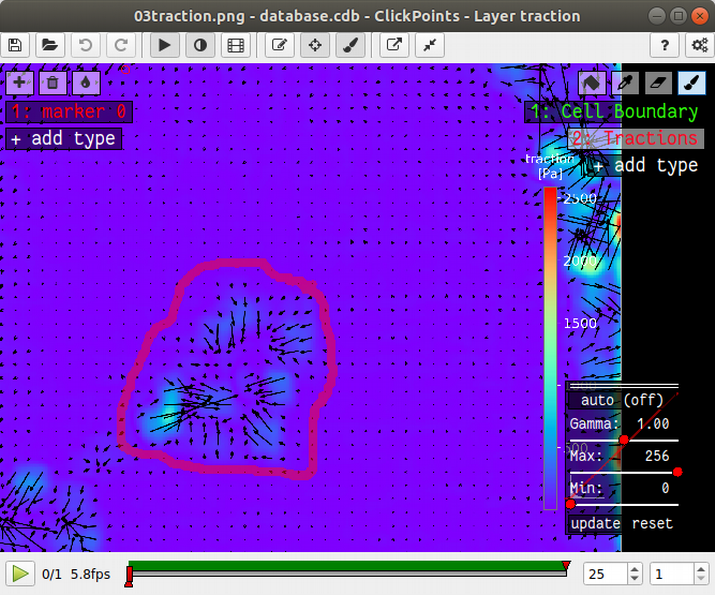 03traction.png - database.cdb - ClickPoints - Layer traction
?
1: marker 0
+ add type
1: Cell Boundary
2: Tractions
+ add type
traction
[Pa]
2500
2000
1500
500
auto (off)
Gamma: 1.00
Max: 256
Min: 0
update reset
0/1 5.8fps
25
1